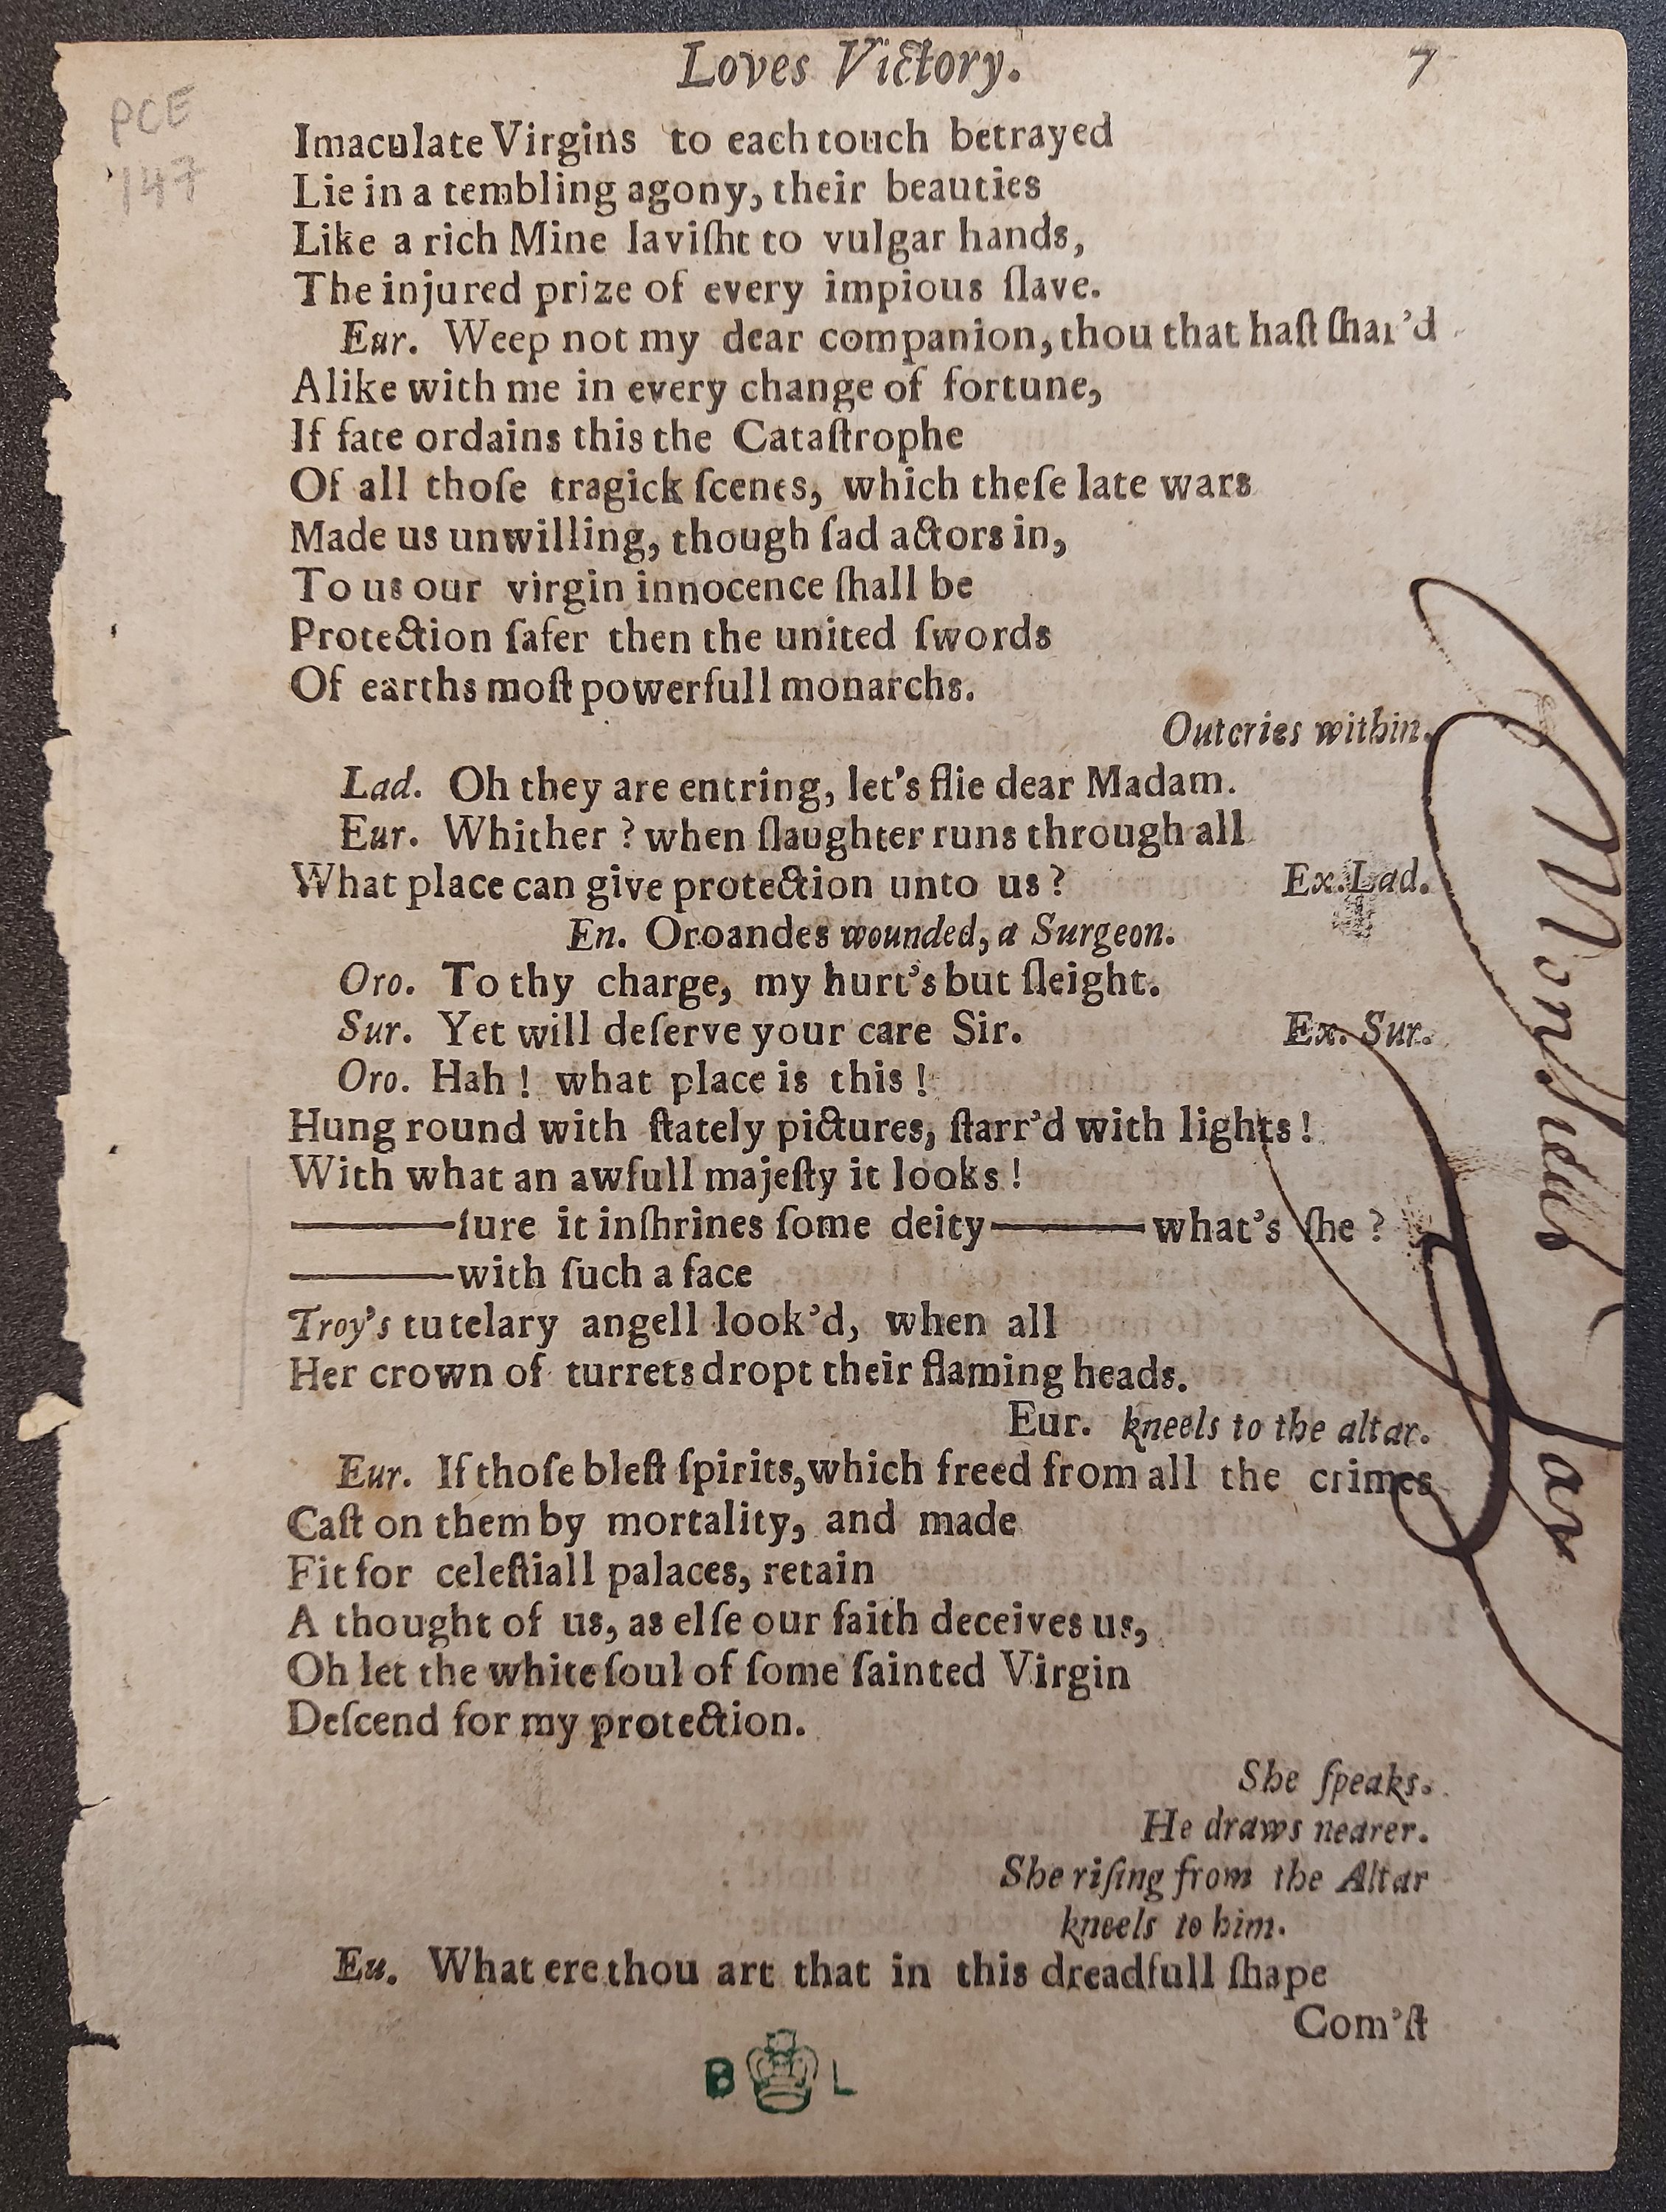 Loves Victory. 7
PCE
147
Imaculate Virgins to each touch betrayed
Lie in a tembling agony, their beauties
Like a rich Mine laviſht to vulgar hands,
The injured prize of every impious ſlave.
Eur. Weep not my dear companion, thou that haſt ſhar'd
Alike with me in every change of fortune,
If fate ordains this the Cataſtrophe
Of all thoſe tragick ſcenes, which theſe late wars
Made us unwilling, though ſad actors in,
To us our virgin innocence ſhall be
Protection ſafer then the united ſwords
Of earths moſt powerfull monarchs.
Outcries within.
Lad. Oh they are entring, let's flie dear Madam.
Eur. Whither ? when ſlaughter runs through all
What place can give protection unto us ? Ex. Lad.
En. Oroandes wounded, a Surgeon.
Oro. To thy charge, my hurt's but ſleight.
Sur. Yet will deſerve your care Sir. Ex. Sur.
Oro. Hah ! what place is this !
Hung round with ſtately pictures, ſtarr'd with lights !
With what an awfull majeſty it looks !
———ſure it inſhrines ſome deity———what's ſhe ?
———with ſuch a face
Troy's tutelary angell look'd, when all
Her crown of turrets dropt their flaming heads.
Eur. kneels to the altar.
Eur. If thoſe bleſt ſpirits, which freed from all the crimes
Caſt on them by mortality, and made
Fit for celeſtiall palaces, retain
A thought of us, as elſe our faith deceives us,
Oh let the white ſoul of ſome ſainted Virgin
Deſcend for my protection.
She ſpeaks.
He draws nearer.
She riſing from the Altar
kneels to him.
Eu. What ere thou art that in this dreadfull ſhape
Com'ſt
B L